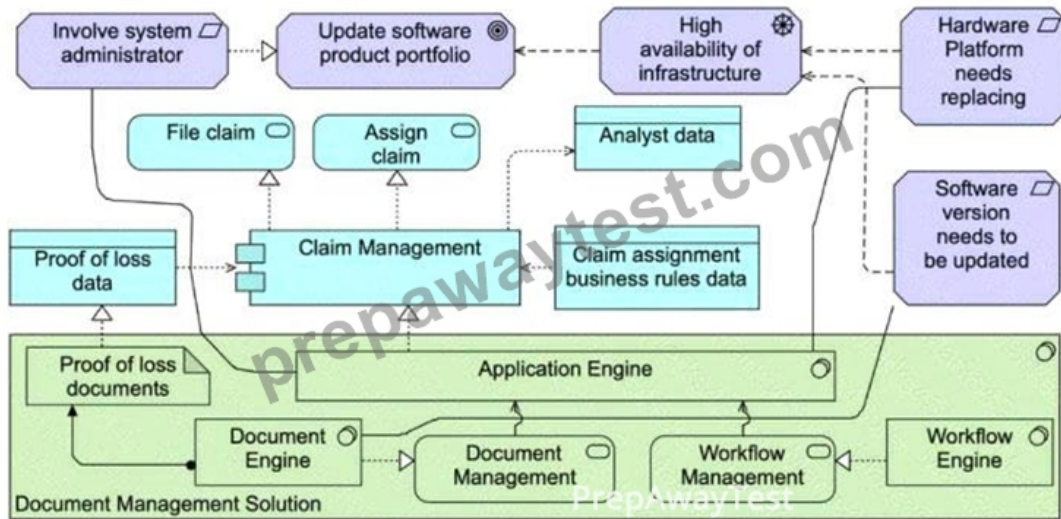 Involve system
administrator
Update software
product portfolio
High
availability of
infrastructure
Hardware
Platform
needs
replacing
File claim
Assign
claim
Analyst data
Software
version
needs to
be updated
Proof of loss
data
Claim Management
Claim assignment
business rules data
prepawaytest.com
Proof of loss
documents
Application Engine
Document
Engine
Document
Management
Workflow
Management
Workflow
Engine
PrepAwayTest
Document Management Solution